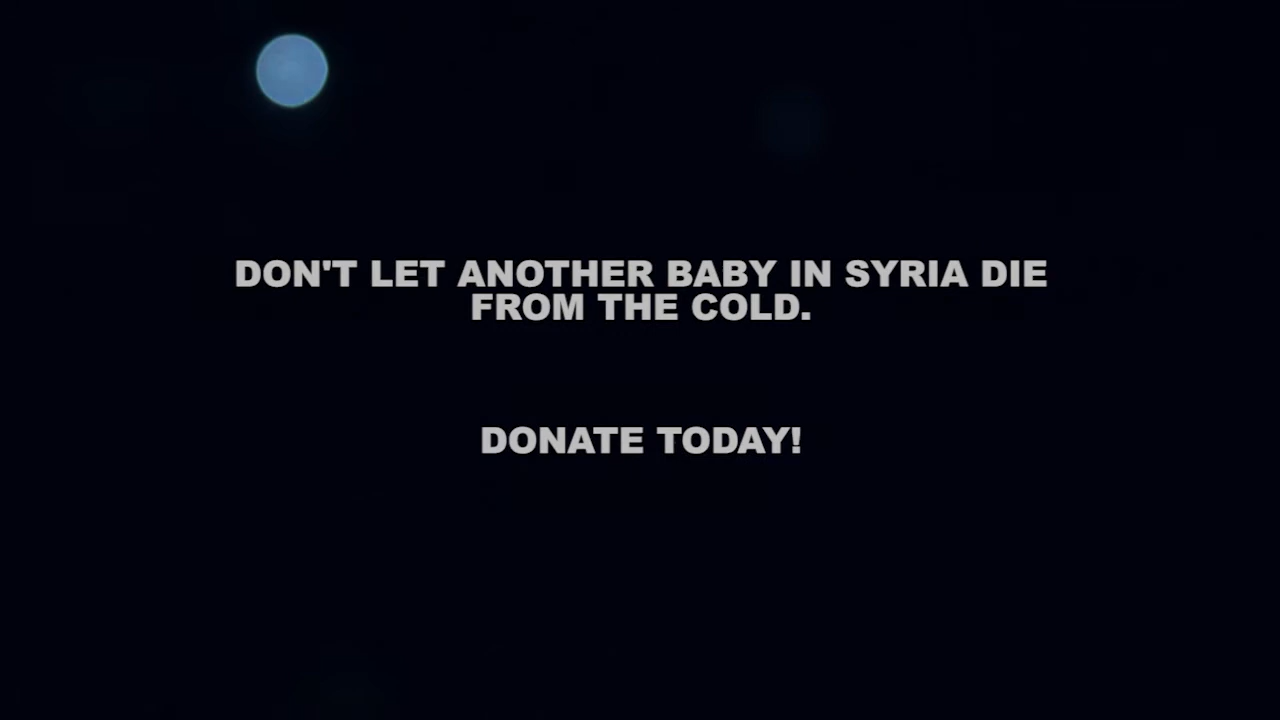 DON'T LET ANOTHER BABY IN SYRIA DIE
FROM THE COLD.
DONATE TODAY!